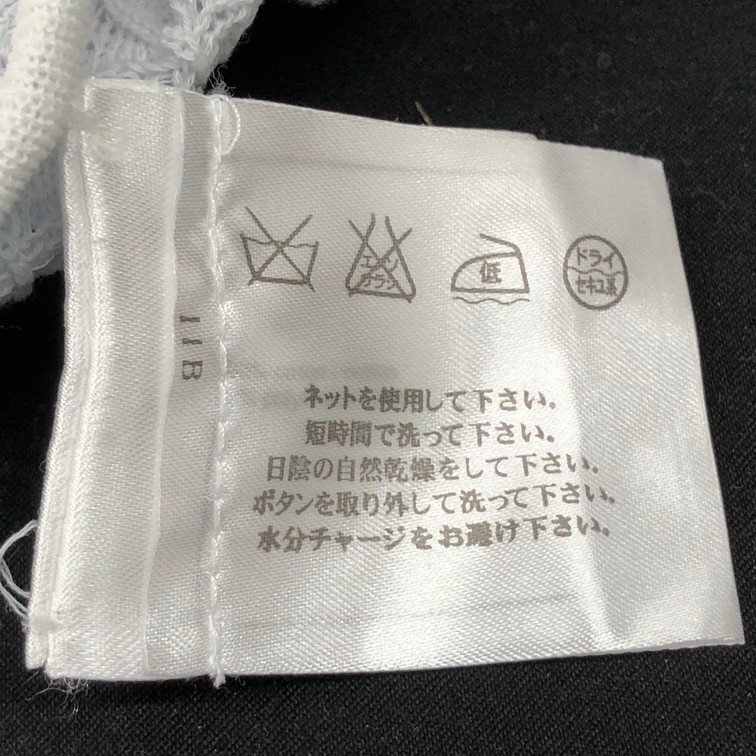 エンソ
サラシ
低
ドライ
セキユ系
11B
ネットを使用して下さい。
短時間で洗って下さい。
日陰の自然乾燥をして下さい。
ボタンを取り外して洗って下さい。
水分チャージをお避け下さい。